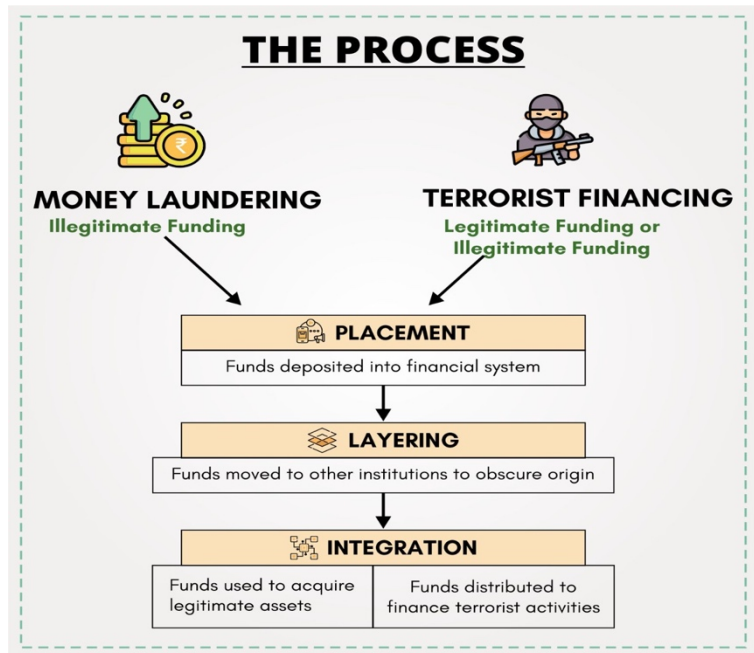 THE PROCESS
₹
MONEY LAUNDERING
Illegitimate Funding
TERRORIST FINANCING
Legitimate Funding or
Illegitimate Funding
PLACEMENT
Funds deposited into financial system
LAYERING
Funds moved to other institutions to obscure origin
INTEGRATION
Funds used to acquire
legitimate assets
Funds distributed to
finance terrorist activities